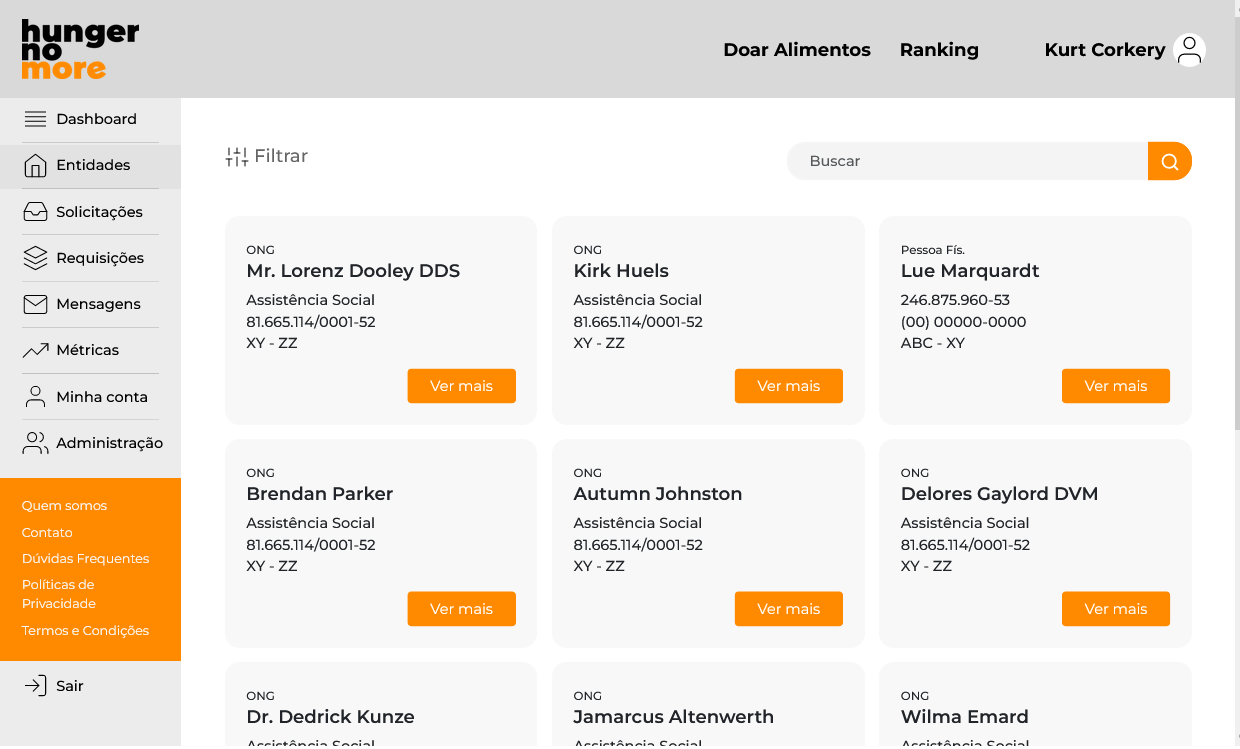 hunger
no
more
Doar Alimentos
Ranking
Kurt Corkery
Dashboard
Entidades
Solicitações
Requisições
Mensagens
Métricas
Minha conta
Administração
Quem somos
Contato
Dúvidas Frequentes
Políticas de
Privacidade
Termos e Condições
Sair
Filtrar
Buscar
ONG
Mr. Lorenz Dooley DDS
Assistência Social
81.665.114/0001-52
XY - ZZ
Ver mais
ONG
Kirk Huels
Assistência Social
81.665.114/0001-52
XY - ZZ
Ver mais
Pessoa Fís.
Lue Marquardt
246.875.960-53
(00) 00000-0000
ABC - XY
Ver mais
ONG
Brendan Parker
Assistência Social
81.665.114/0001-52
XY - ZZ
Ver mais
ONG
Autumn Johnston
Assistência Social
81.665.114/0001-52
XY - ZZ
Ver mais
ONG
Delores Gaylord DVM
Assistência Social
81.665.114/0001-52
XY - ZZ
Ver mais
ONG
Dr. Dedrick Kunze
Assistência Social
ONG
Jamarcus Altenwerth
Assistência Social
ONG
Wilma Emard
Assistência Social